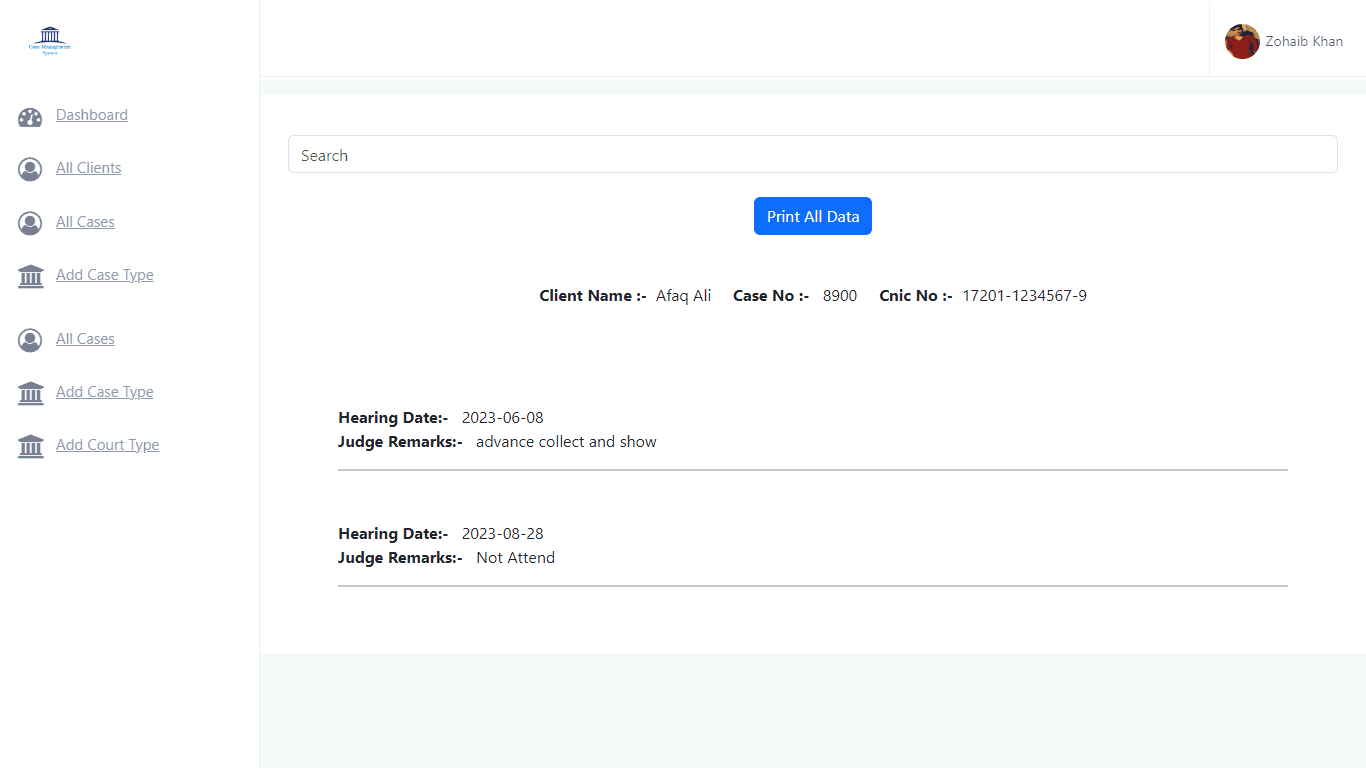 Case Management
System
Zohaib Khan
Dashboard
All Clients
All Cases
Add Case Type
All Cases
Add Case Type
Add Court Type
Search
Print All Data
Client Name :- Afaq Ali Case No :- 8900 Cnic No :- 17201-1234567-9
Hearing Date:- 2023-06-08
Judge Remarks:- advance collect and show
Hearing Date:- 2023-08-28
Judge Remarks:- Not Attend